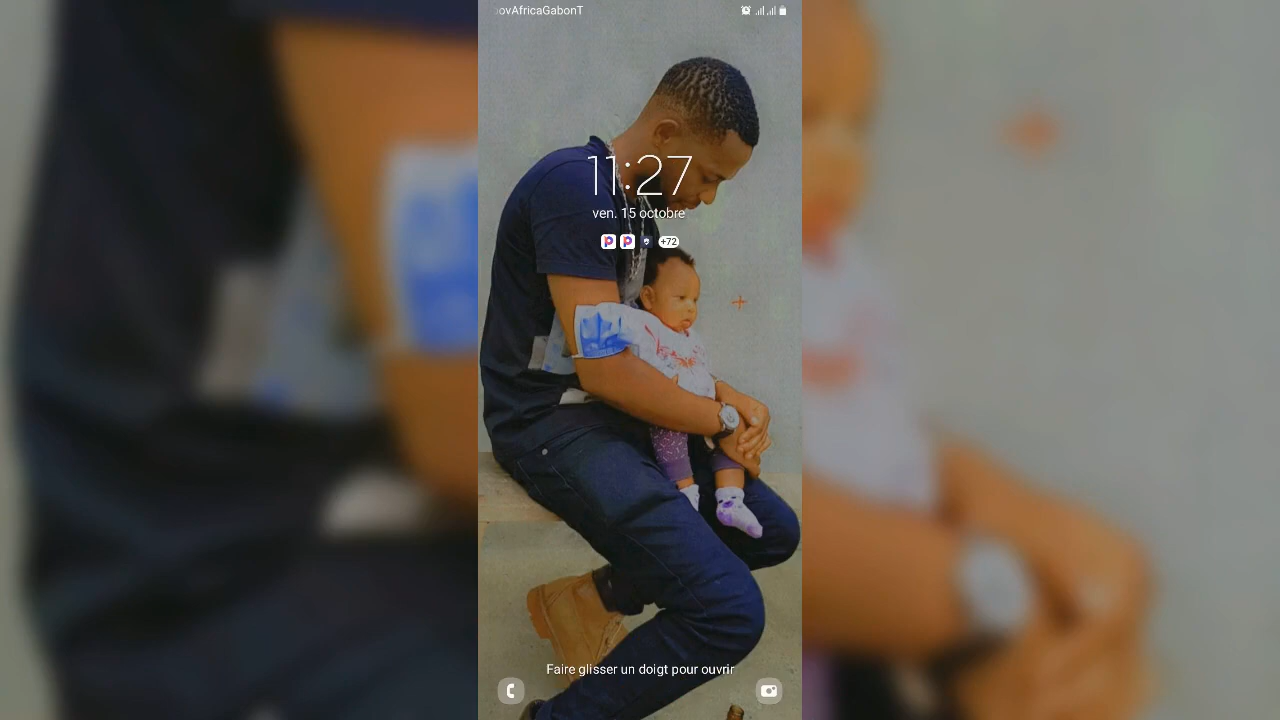 ovAfricaGabonT
11:27
ven. 15 octobre
+72
Faire glisser un doigt pour ouvrir